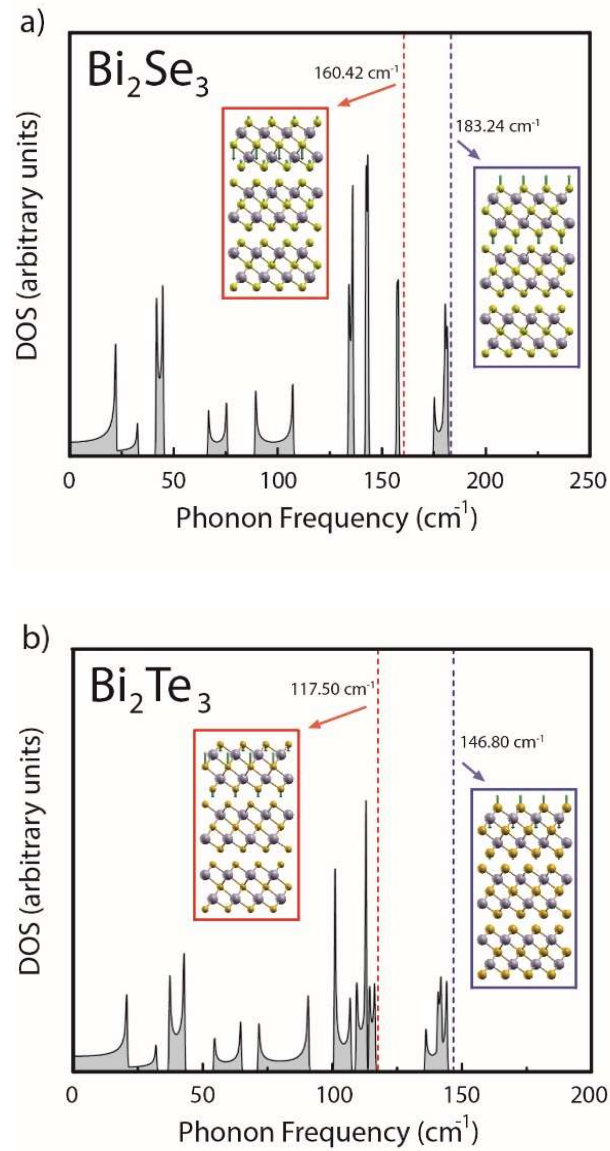 a)
Bi₂Se₃
160.42 cm⁻¹
183.24 cm⁻¹
DOS (arbitrary units)
0 50 100 150 200 250
Phonon Frequency (cm⁻¹)
b)
Bi₂Te₃
117.50 cm⁻¹
146.80 cm⁻¹
DOS (arbitrary units)
0 50 100 150 200
Phonon Frequency (cm⁻¹)